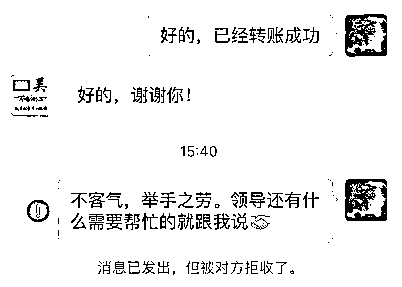 好的，已经转账成功
好的，谢谢你！
15:40
不客气，举手之劳。领导还有什
么需要帮忙的就跟我说🤝
消息已发出，但被对方拒收了。